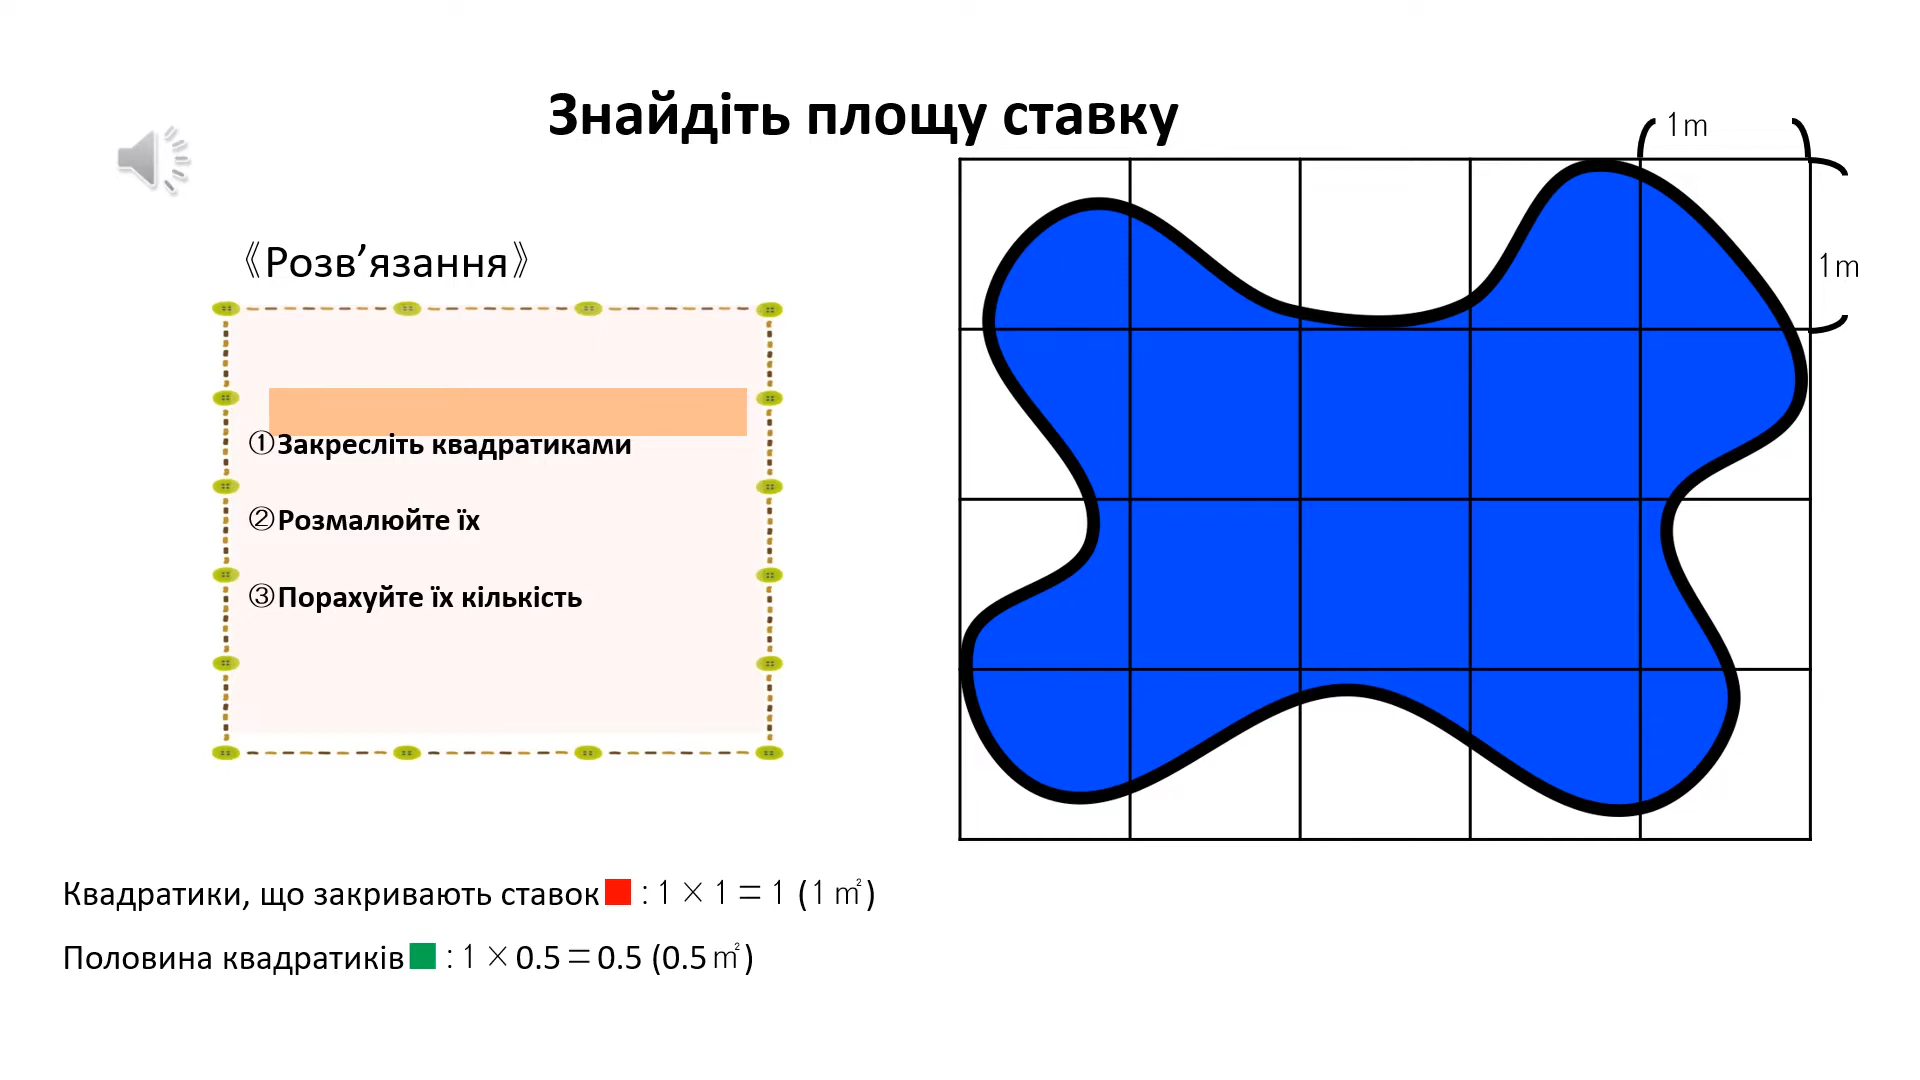 Знайдіть площу ставку
1m
1m
《Розв’язання》
①Закресліть квадратиками
②Розмалюйте їх
③Порахуйте їх кількість
Квадратики, що закривають ставок■ : 1 × 1 = 1 (1 ㎡)
Половина квадратиків■ : 1 × 0.5 = 0.5 (0.5 ㎡)